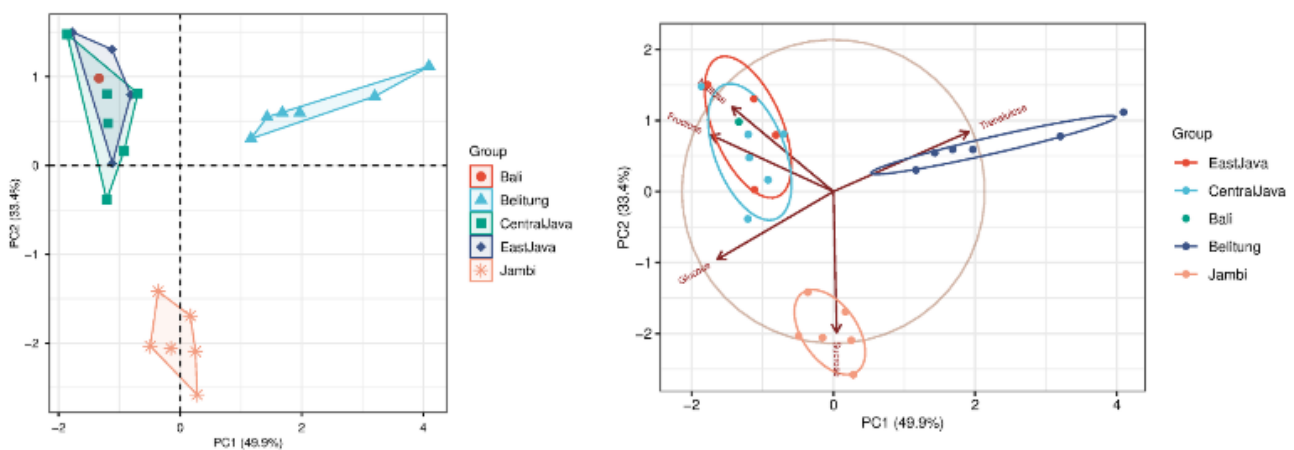 1
0
−1
−2
−2
0
2
4
PC2 (33.4%)
PC1 (49.9%)
Group
Bali
Belitung
CentralJava
EastJava
Jambi
2
1
0
−1
−2
−2
0
2
4
PC2 (33.4%)
PC1 (49.9%)
Fructose
Trehalulose
Glucose
Sucrose
Group
EastJava
CentralJava
Bali
Belitung
Jambi